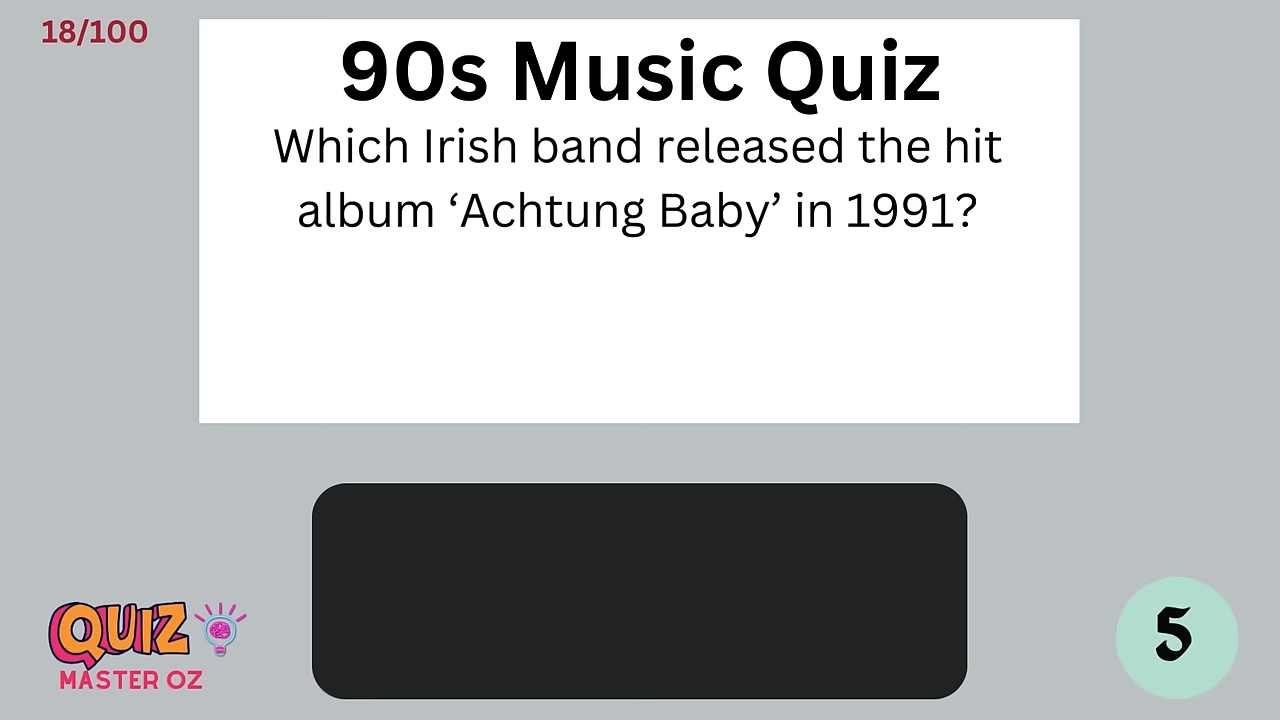 18/100
90s Music Quiz
Which Irish band released the hit
album ‘Achtung Baby’ in 1991?
QUIZ
MASTER OZ
5